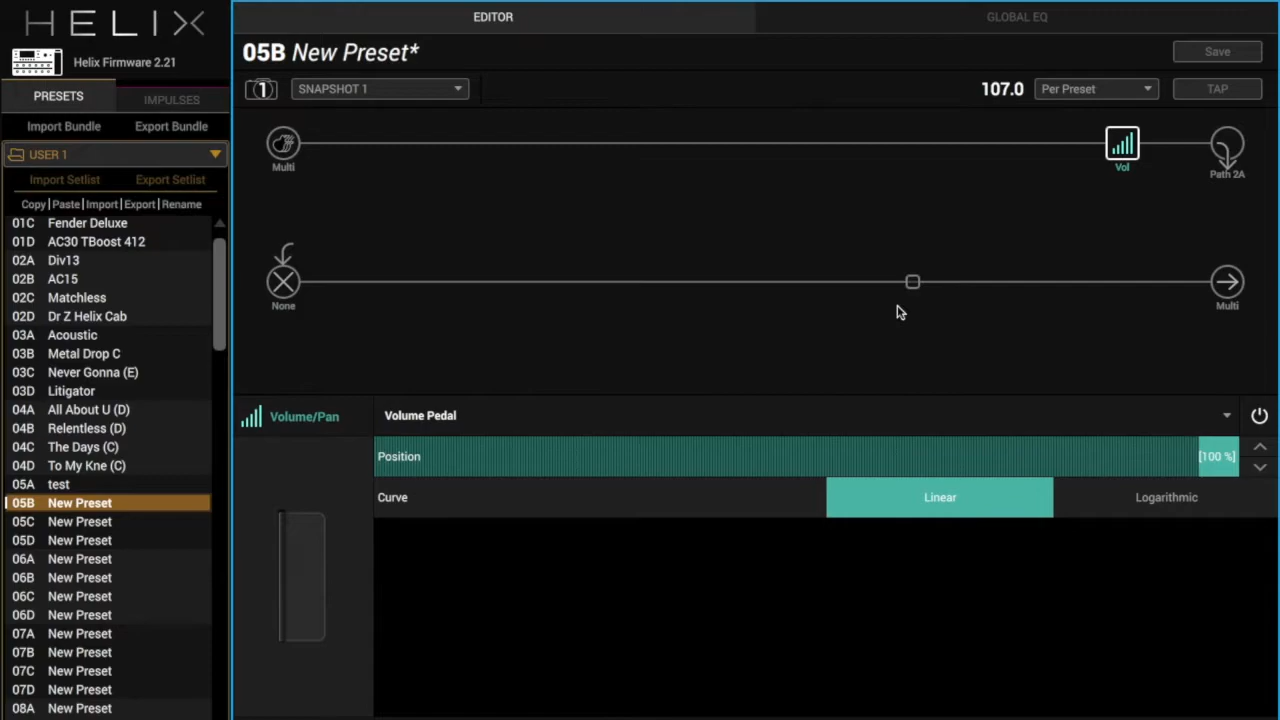 HELIX
Helix Firmware 2.21
PRESETS
IMPULSES
Import Bundle
Export Bundle
USER 1
Import Setlist
Export Setlist
Copy|Paste|Import|Export|Rename
01C Fender Deluxe
01D AC30 TBoost 412
02A Div13
02B AC15
02C Matchless
02D Dr Z Helix Cab
03A Acoustic
03B Metal Drop C
03C Never Gonna (E)
03D Litigator
04A All About U (D)
04B Relentless (D)
04C The Days (C)
04D To My Kne (C)
05A test
05B New Preset
05C New Preset
05D New Preset
06A New Preset
06B New Preset
06C New Preset
06D New Preset
07A New Preset
07B New Preset
07C New Preset
07D New Preset
08A New Preset
EDITOR
GLOBAL EQ
05B New Preset*
Save
1
SNAPSHOT 1
107.0
Per Preset
TAP
Multi
Vol
Path 2A
None
Multi
Volume/Pan
Volume Pedal
Position
[100 %]
Curve
Linear
Logarithmic